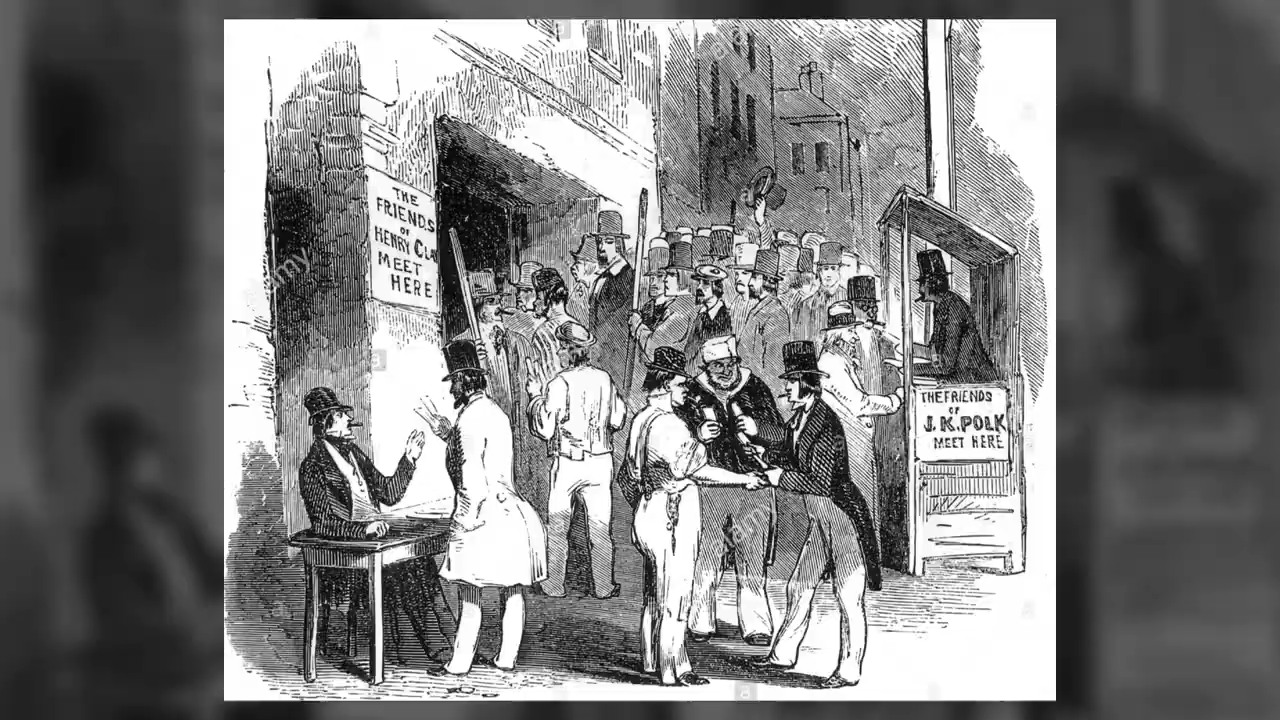 THE
FRIENDS
OF
HENRY CLA
MEET
HERE
THE FRIENDS
OF
J. K. POLK
MEET HERE